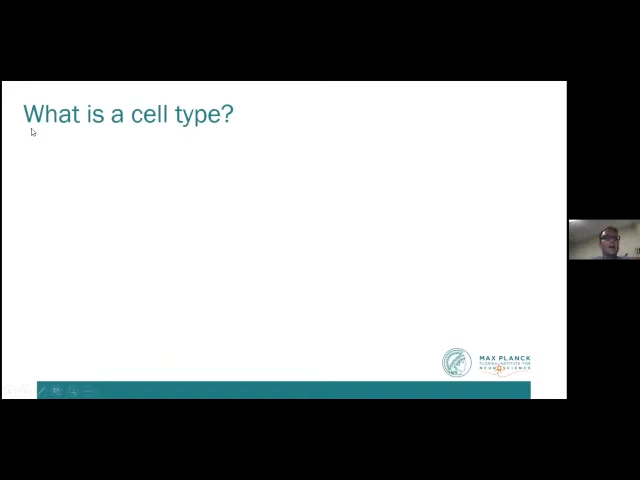 What is a cell type?
MAX PLANCK
FLORIDA INSTITUTE FOR
NEUROSCIENCE